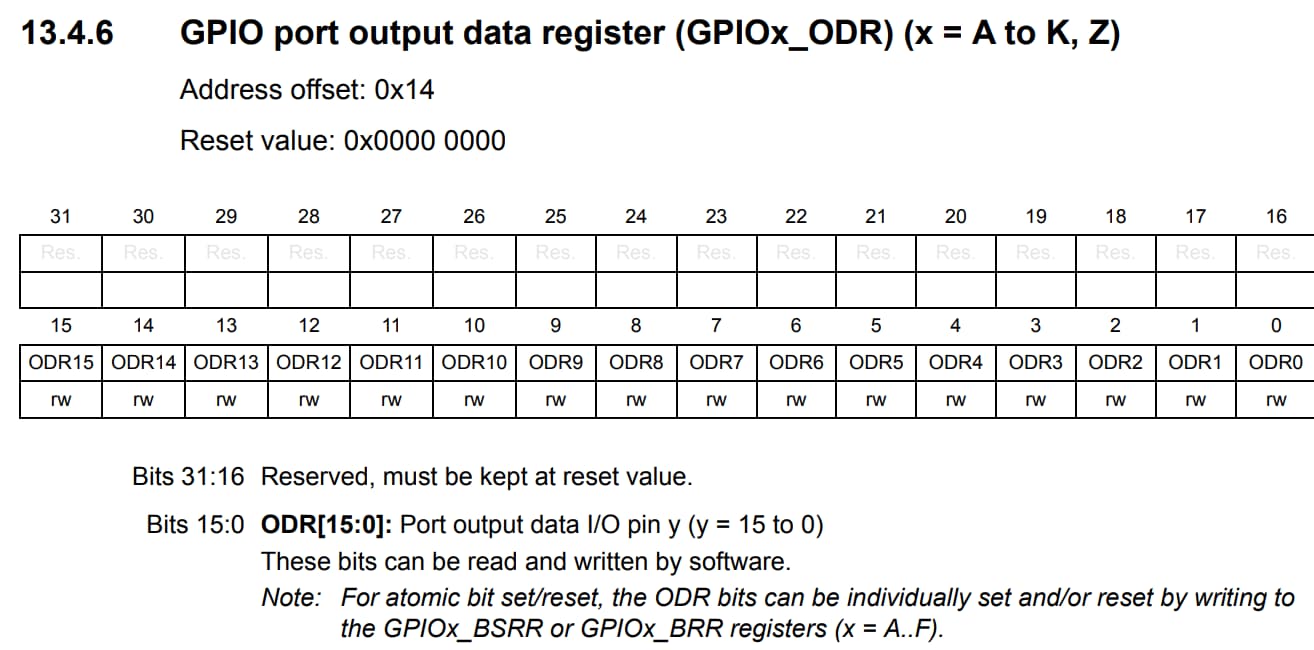 13.4.6 GPIO port output data register (GPIOx_ODR) (x = A to K, Z)
Address offset: 0x14
Reset value: 0x0000 0000
31 30 29 28 27 26 25 24 23 22 21 20 19 18 17 16
Res. Res. Res. Res. Res. Res. Res. Res. Res. Res. Res. Res. Res. Res. Res. Res.
15 14 13 12 11 10 9 8 7 6 5 4 3 2 1 0
ODR15 ODR14 ODR13 ODR12 ODR11 ODR10 ODR9 ODR8 ODR7 ODR6 ODR5 ODR4 ODR3 ODR2 ODR1 ODR0
rw rw rw rw rw rw rw rw rw rw rw rw rw rw rw rw
Bits 31:16 Reserved, must be kept at reset value.
Bits 15:0 ODR[15:0]: Port output data I/O pin y (y = 15 to 0)
These bits can be read and written by software.
Note: For atomic bit set/reset, the ODR bits can be individually set and/or reset by writing to
the GPIOx_BSRR or GPIOx_BRR registers (x = A..F).